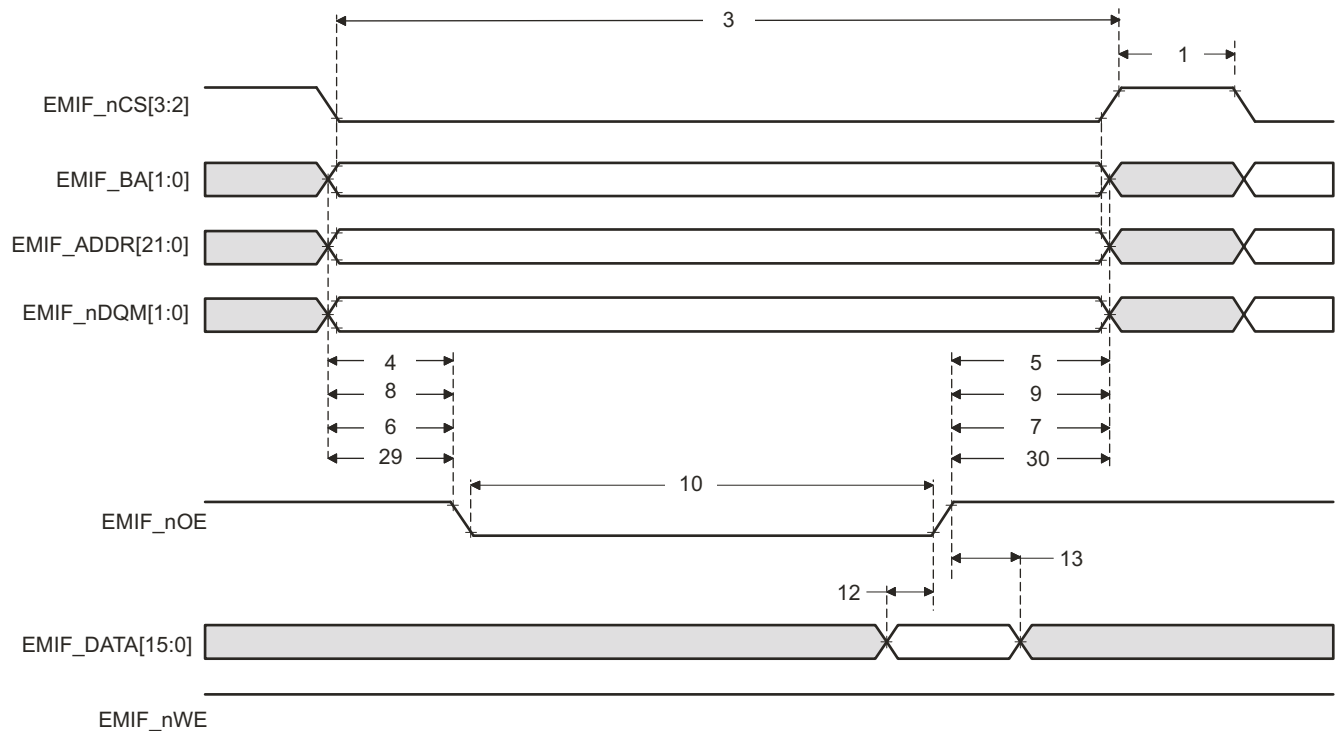 3
1
EMIF_nCS[3:2]
EMIF_BA[1:0]
EMIF_ADDR[21:0]
EMIF_nDQM[1:0]
4
5
8
9
6
7
29
30
10
EMIF_nOE
13
12
EMIF_DATA[15:0]
EMIF_nWE